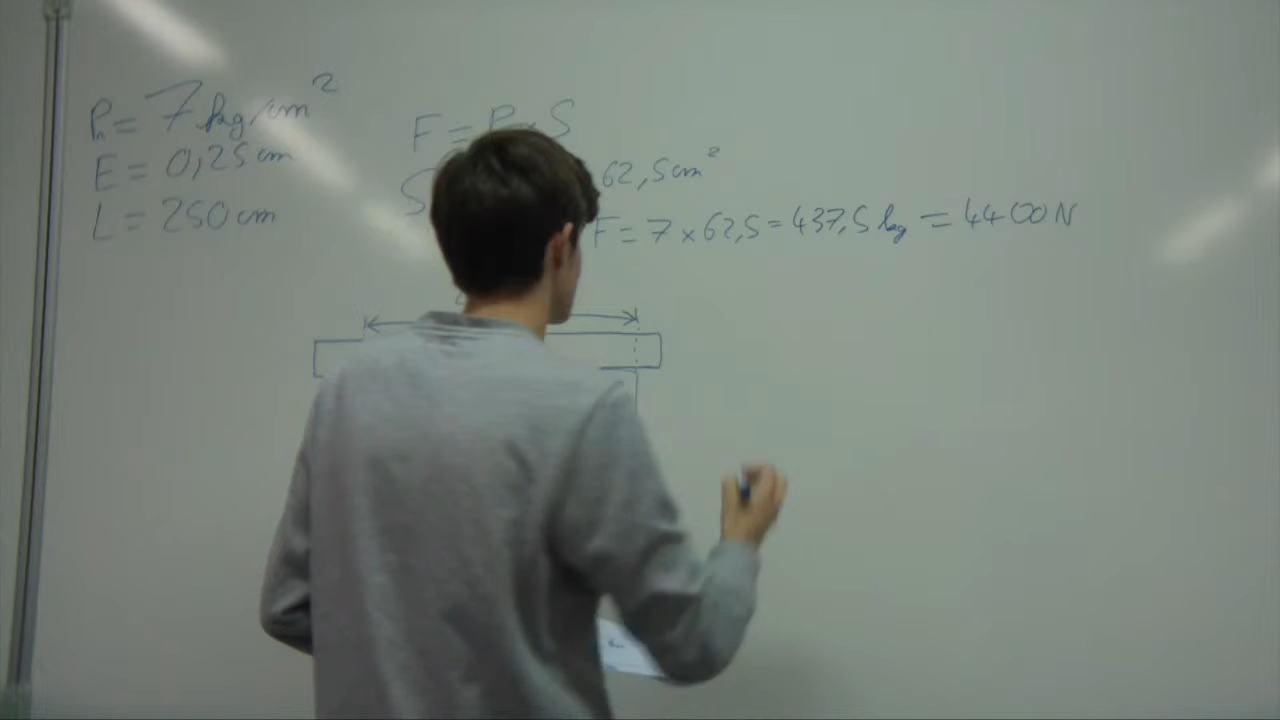 Pn = 7 kg/cm²
E = 0,25 cm
L = 250 cm
F = P × S
S 62,5 cm²
F = 7 × 62,5 = 437,5 kg = 4400 N